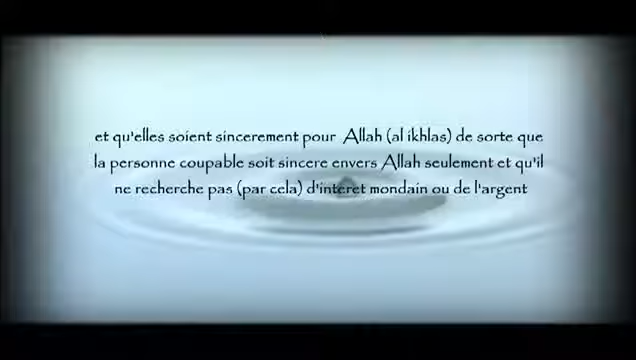 et qu'elles soient sincerement pour Allah (al ikhlas) de sorte que
la personne coupable soit sincere envers Allah seulement et qu'il
ne recherche pas (par cela) d'interet mondain ou de l'argent